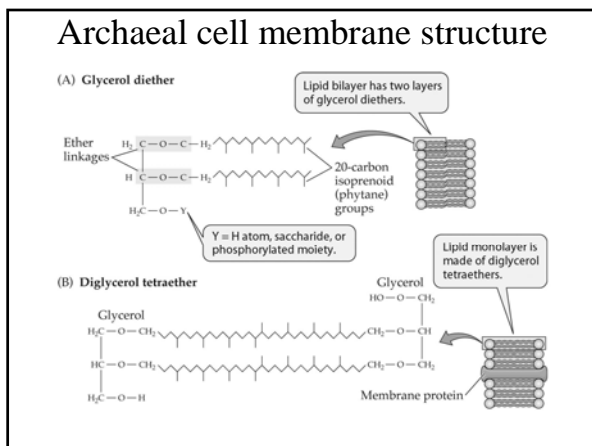 Archaeal cell membrane structure
(A) Glycerol diether
Lipid bilayer has two layers
of glycerol diethers.
Ether
linkages
H₂ C—O—C—H₂
H C—O—C—H₂
H₂C—O—Y
20-carbon
isoprenoid
(phytane)
groups
Y = H atom, saccharide, or
phosphorylated moiety.
Lipid monolayer is
made of diglycerol
tetraethers.
(B) Diglycerol tetraether
Glycerol
Glycerol
HO—O—CH₂
H₂C—O—CH₂
CH₂—O—CH
HC—O—CH₂
CH₂—O—CH₂
H₂C—O—H
Membrane protein